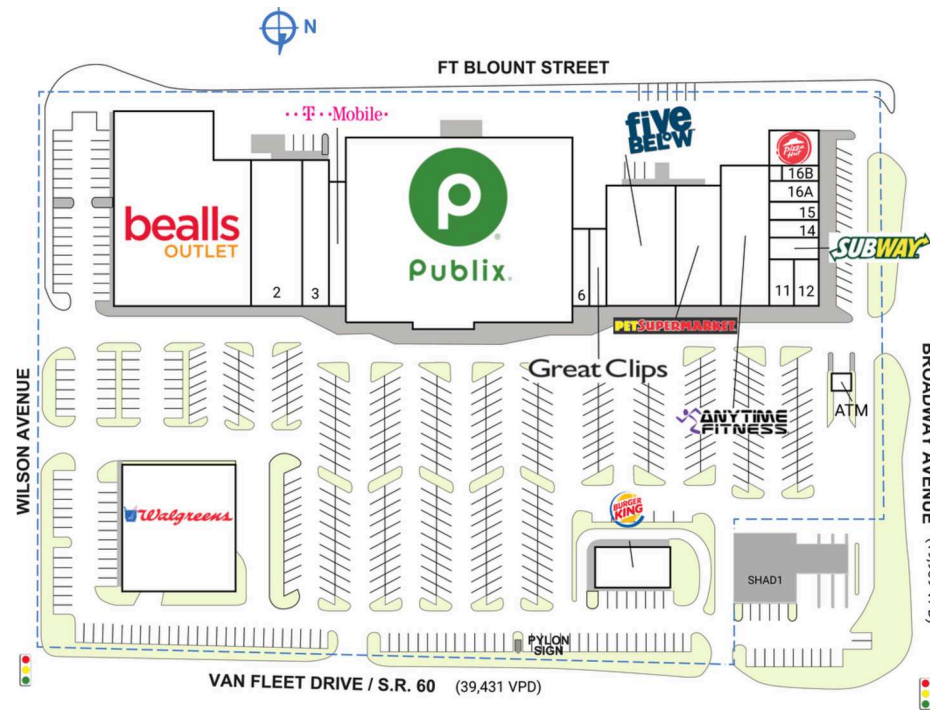 N
FT BLOUNT STREET
T Mobile
five
BELOW
Pizza
Hut
16B
16A
15
14
SUBWAY
bealls
OUTLET
P
Publix
2
3
6
11
12
PETSUPERMARKET
Great Clips
ANYTIME
FITNESS
ATM
WILSON AVENUE
BROADWAY AVENUE
Walgreens
BURGER
KING
SHAD1
PYLON
SIGN
VAN FLEET DRIVE / S.R. 60 (39,431 VPD)